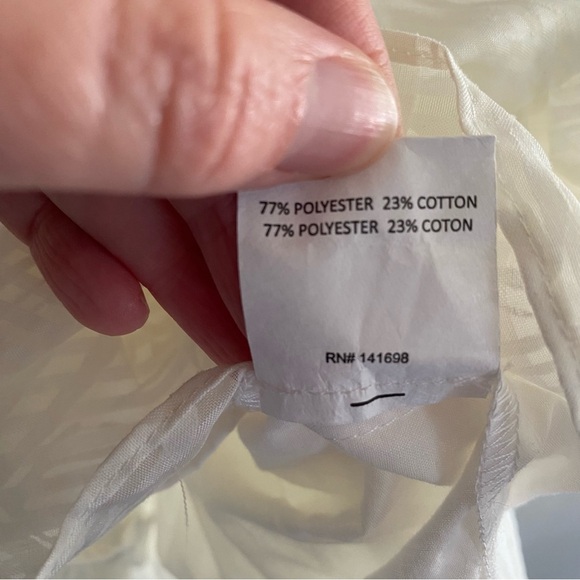 77% POLYESTER 23% COTTON
77% POLYESTER 23% COTON
RN# 141698